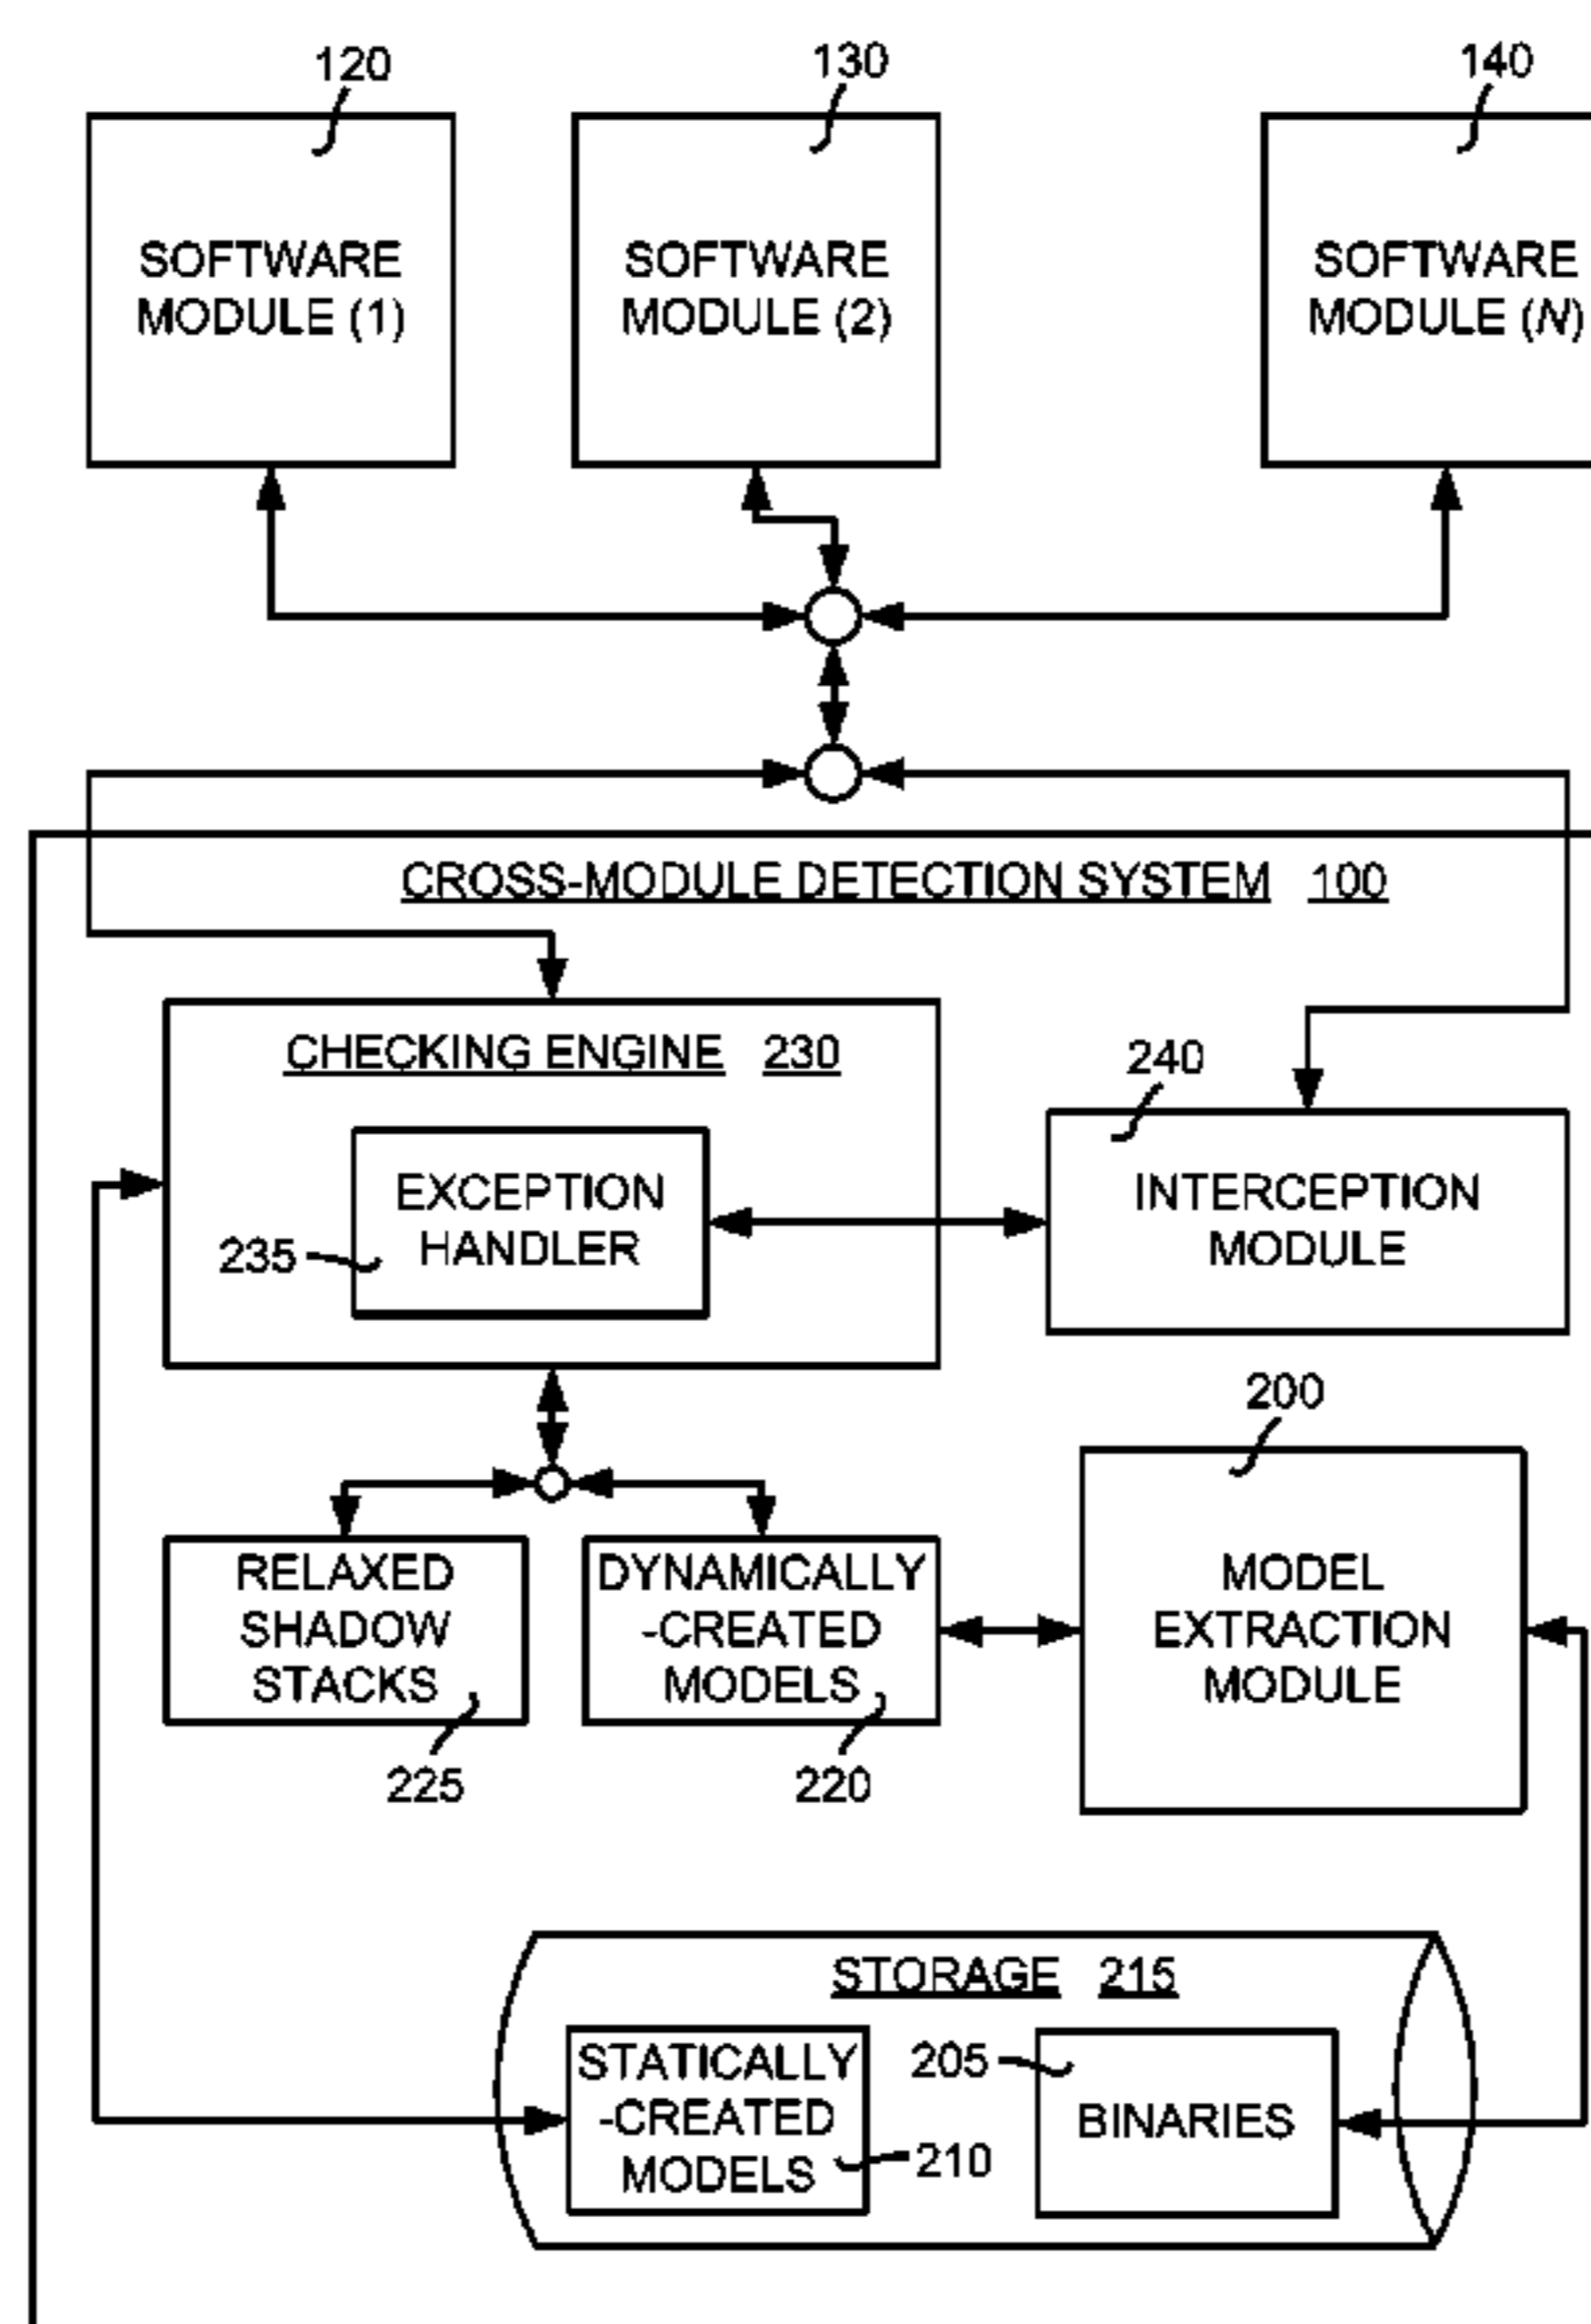 120
130
140
SOFTWARE
MODULE (1)
SOFTWARE
MODULE (2)
SOFTWARE
MODULE (N)
CROSS-MODULE DETECTION SYSTEM 100
CHECKING ENGINE 230
240
EXCEPTION
HANDLER
235
INTERCEPTION
MODULE
200
RELAXED
SHADOW
STACKS
225
DYNAMICALLY
-CREATED
MODELS
220
MODEL
EXTRACTION
MODULE
STORAGE 215
STATICALLY
-CREATED
MODELS
210
205
BINARIES